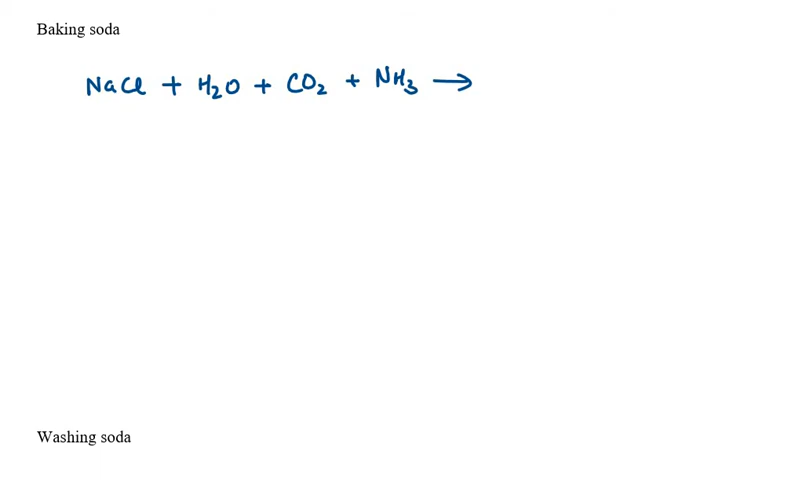 Baking soda
NaCl + H₂O + CO₂ + NH₃ →
Washing soda